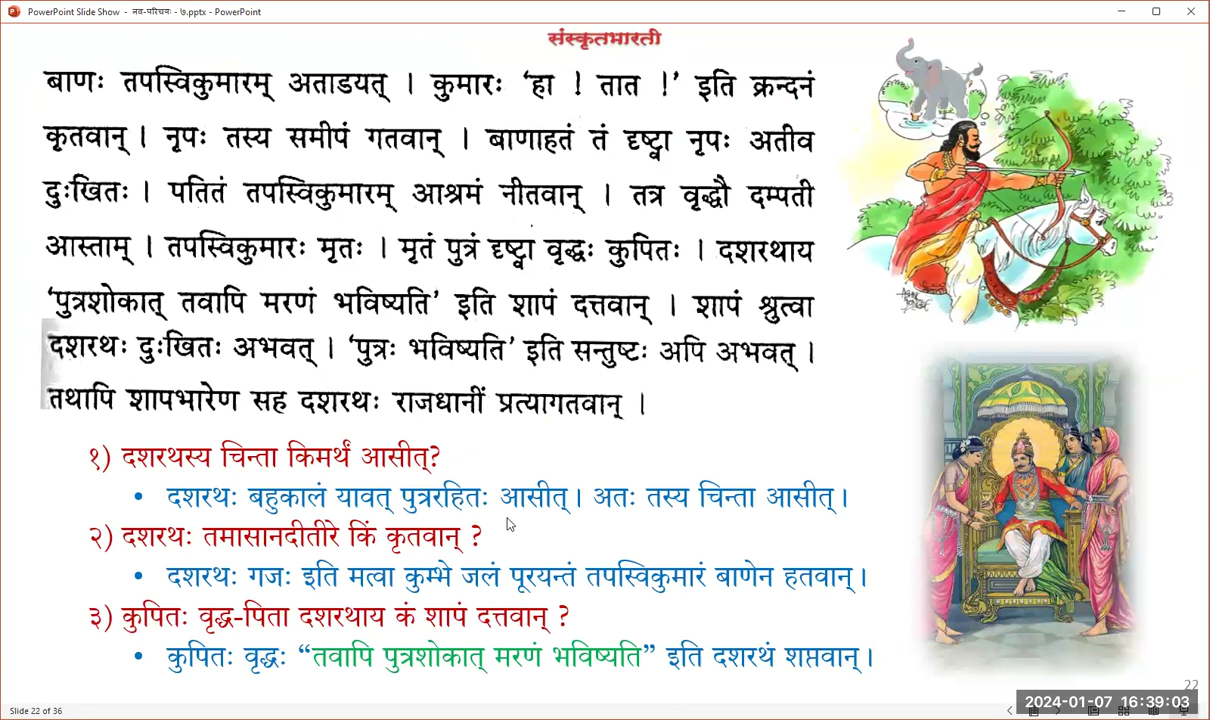 PowerPoint Slide Show - नव-परिचयः - ७.pptx - PowerPoint
संस्कृतभारती
बाणः तपस्विकुमारम् अताडयत् । कुमारः ‘हा ! तात !’ इति क्रन्दनं
कृतवान् । नृपः तस्य समीपं गतवान् । बाणाहतं तं दृष्ट्वा नृपः अतीव
दुःखितः । पतितं तपस्विकुमारम् आश्रमं नीतवान् । तत्र वृद्धौ दम्पती
आस्ताम् । तपस्विकुमारः मृतः । मृतं पुत्रं दृष्ट्वा वृद्धः कुपितः । दशरथाय
‘पुत्रशोकात् तवापि मरणं भविष्यति’ इति शापं दत्तवान् । शापं श्रुत्वा
दशरथः दुःखितः अभवत् । ‘पुत्रः भविष्यति’ इति सन्तुष्टः अपि अभवत् ।
तथापि शापभारेण सह दशरथः राजधानीं प्रत्यागतवान् ।
१) दशरथस्य चिन्ता किमर्थं आसीत्?
• दशरथः बहुकालं यावत् पुत्ररहितः आसीत्। अतः तस्य चिन्ता आसीत्।
२) दशरथः तमासानदीतीरे किं कृतवान् ?
• दशरथः गजः इति मत्वा कुम्भे जलं पूरयन्तं तपस्विकुमारं बाणेन हतवान्।
३) कुपितः वृद्ध-पिता दशरथाय कं शापं दत्तवान् ?
• कुपितः वृद्धः “तवापि पुत्रशोकात् मरणं भविष्यति” इति दशरथं शप्तवान्।
22
2024-01-07 16:39:03
Slide 22 of 36